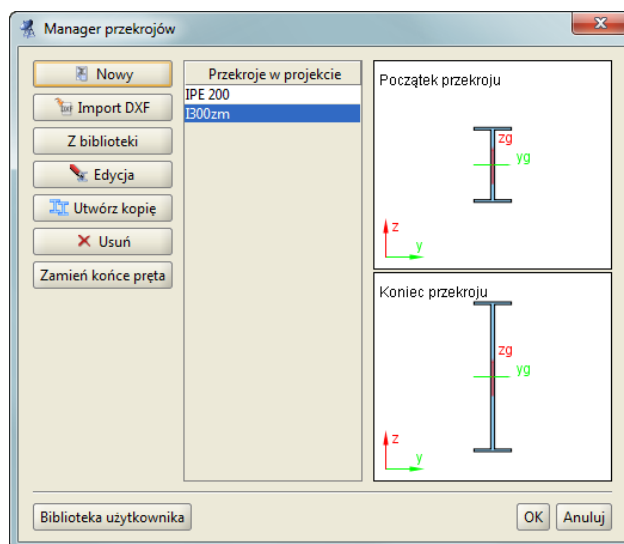 Manager przekrojów
Nowy
Import DXF
Z biblioteki
Edycja
Utwórz kopię
Usuń
Zamień końce pręta
Przekroje w projekcie
IPE 200
I300zm
Początek przekroju
zg
yg
z
y
Koniec przekroju
zg
yg
z
y
Biblioteka użytkownika
OK
Anuluj